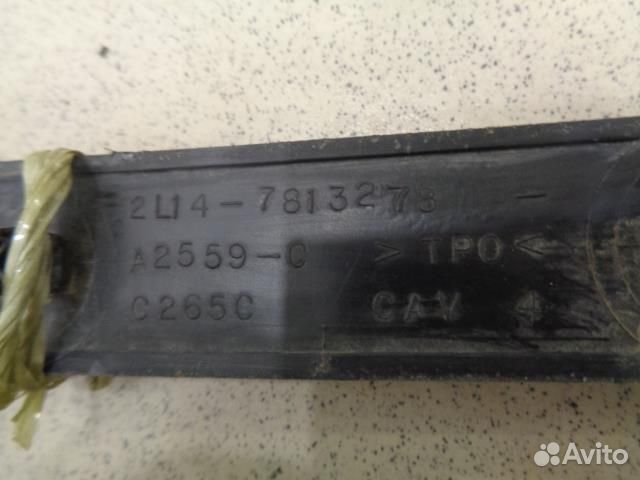 2L14-7813278
A2559-C >TPO<
C265C CAV 4
Avito